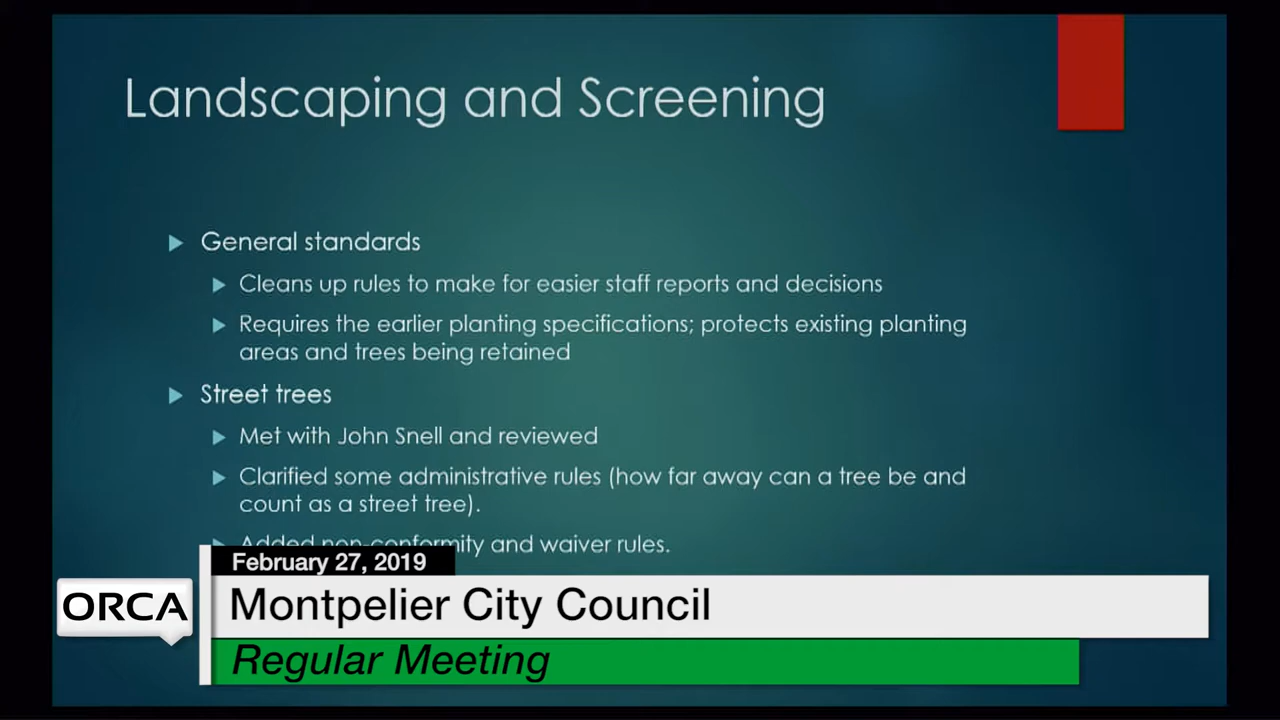 Landscaping and Screening
General standards
Cleans up rules to make for easier staff reports and decisions
Requires the earlier planting specifications; protects existing planting
areas and trees being retained
Street trees
Met with John Snell and reviewed
Clarified some administrative rules (how far away can a tree be and
count as a street tree).
Added non-conformity and waiver rules.
February 27, 2019
ORCA
Montpelier City Council
Regular Meeting